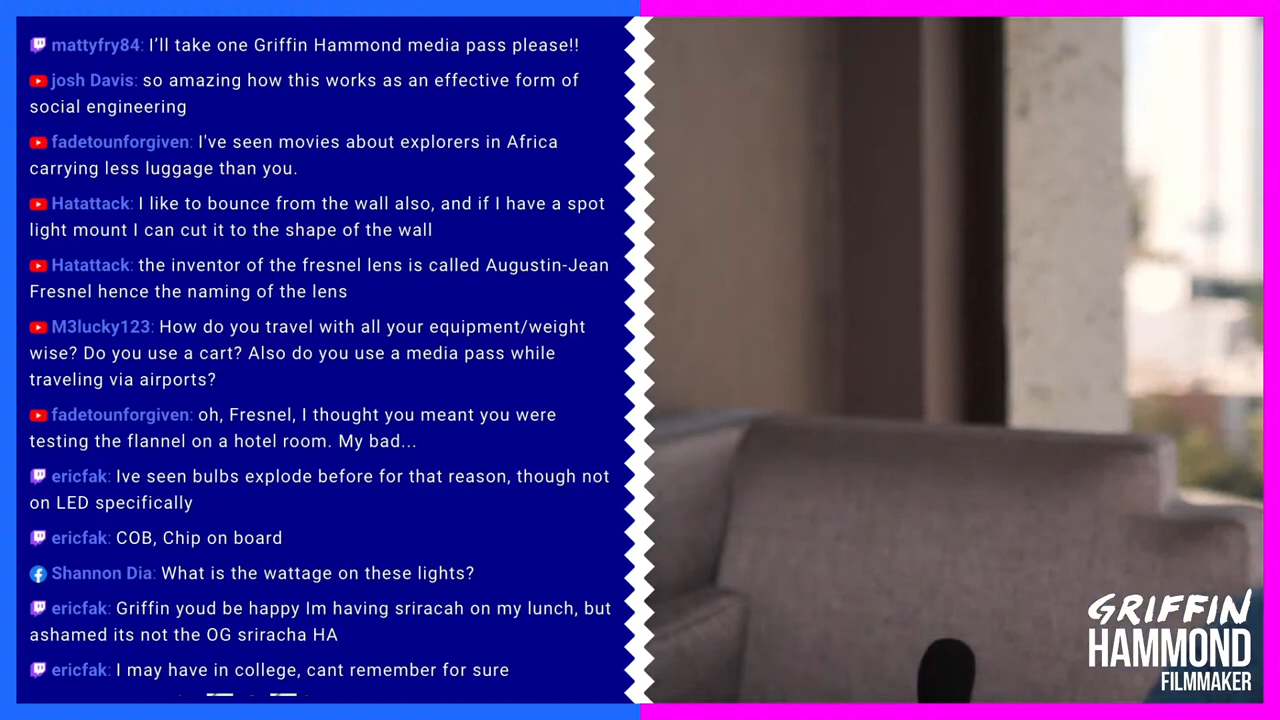 mattyfry84: I’ll take one Griffin Hammond media pass please!!
josh Davis: so amazing how this works as an effective form of
social engineering
fadetounforgiven: I've seen movies about explorers in Africa
carrying less luggage than you.
Hatattack: I like to bounce from the wall also, and if I have a spot
light mount I can cut it to the shape of the wall
Hatattack: the inventor of the fresnel lens is called Augustin-Jean
Fresnel hence the naming of the lens
M3lucky123: How do you travel with all your equipment/weight
wise? Do you use a cart? Also do you use a media pass while
traveling via airports?
fadetounforgiven: oh, Fresnel, I thought you meant you were
testing the flannel on a hotel room. My bad...
ericfak: Ive seen bulbs explode before for that reason, though not
on LED specifically
ericfak: COB, Chip on board
Shannon Dia: What is the wattage on these lights?
ericfak: Griffin youd be happy Im having sriracah on my lunch, but
ashamed its not the OG sriracha HA
ericfak: I may have in college, cant remember for sure
GRIFFIN
HAMMOND
FILMMAKER